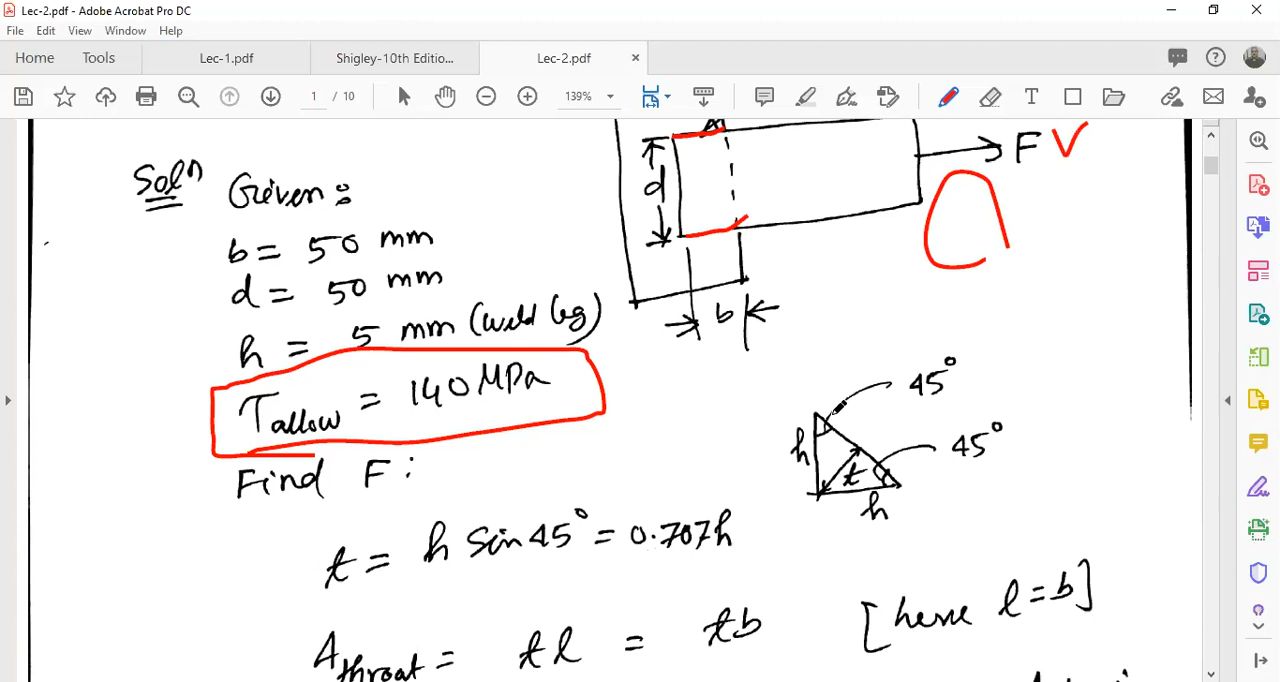 Lec-2.pdf - Adobe Acrobat Pro DC
File Edit View Window Help
Home Tools Lec-1.pdf Shigley-10th Editio... Lec-2.pdf ×
1 / 10 139%
F V
Solⁿ Given:
d
b = 50 mm
d = 50 mm
h = 5 mm (weld leg)
b
τallow = 140 MPa
45°
45°
h
t
h
Find F:
t = h sin 45° = 0.707h
Athroat = tl = tb [here l = b]